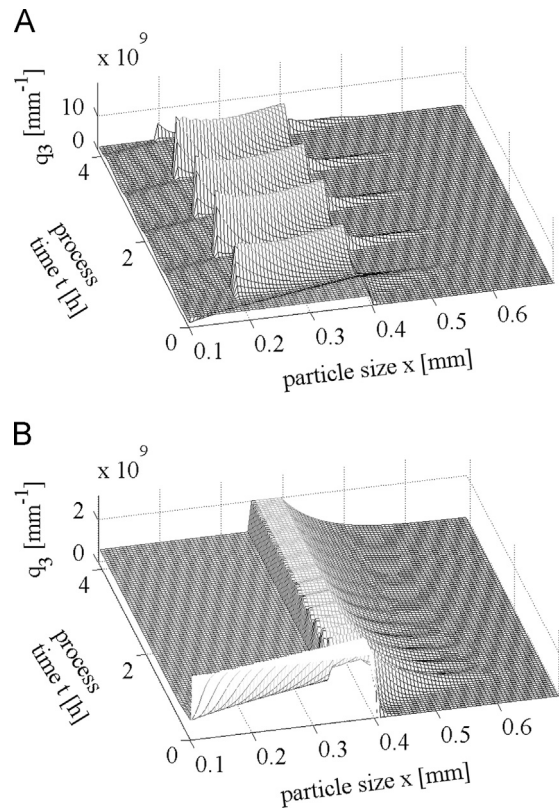 A
x 10 9
q3 [mm-1]
10
0
4
2
0
process
time t [h]
0.1
0.2
0.3
0.4
0.5
0.6
particle size x [mm]
B
x 10 9
q3 [mm-1]
2
0
4
2
0
process
time t [h]
0.1
0.2
0.3
0.4
0.5
0.6
particle size x [mm]